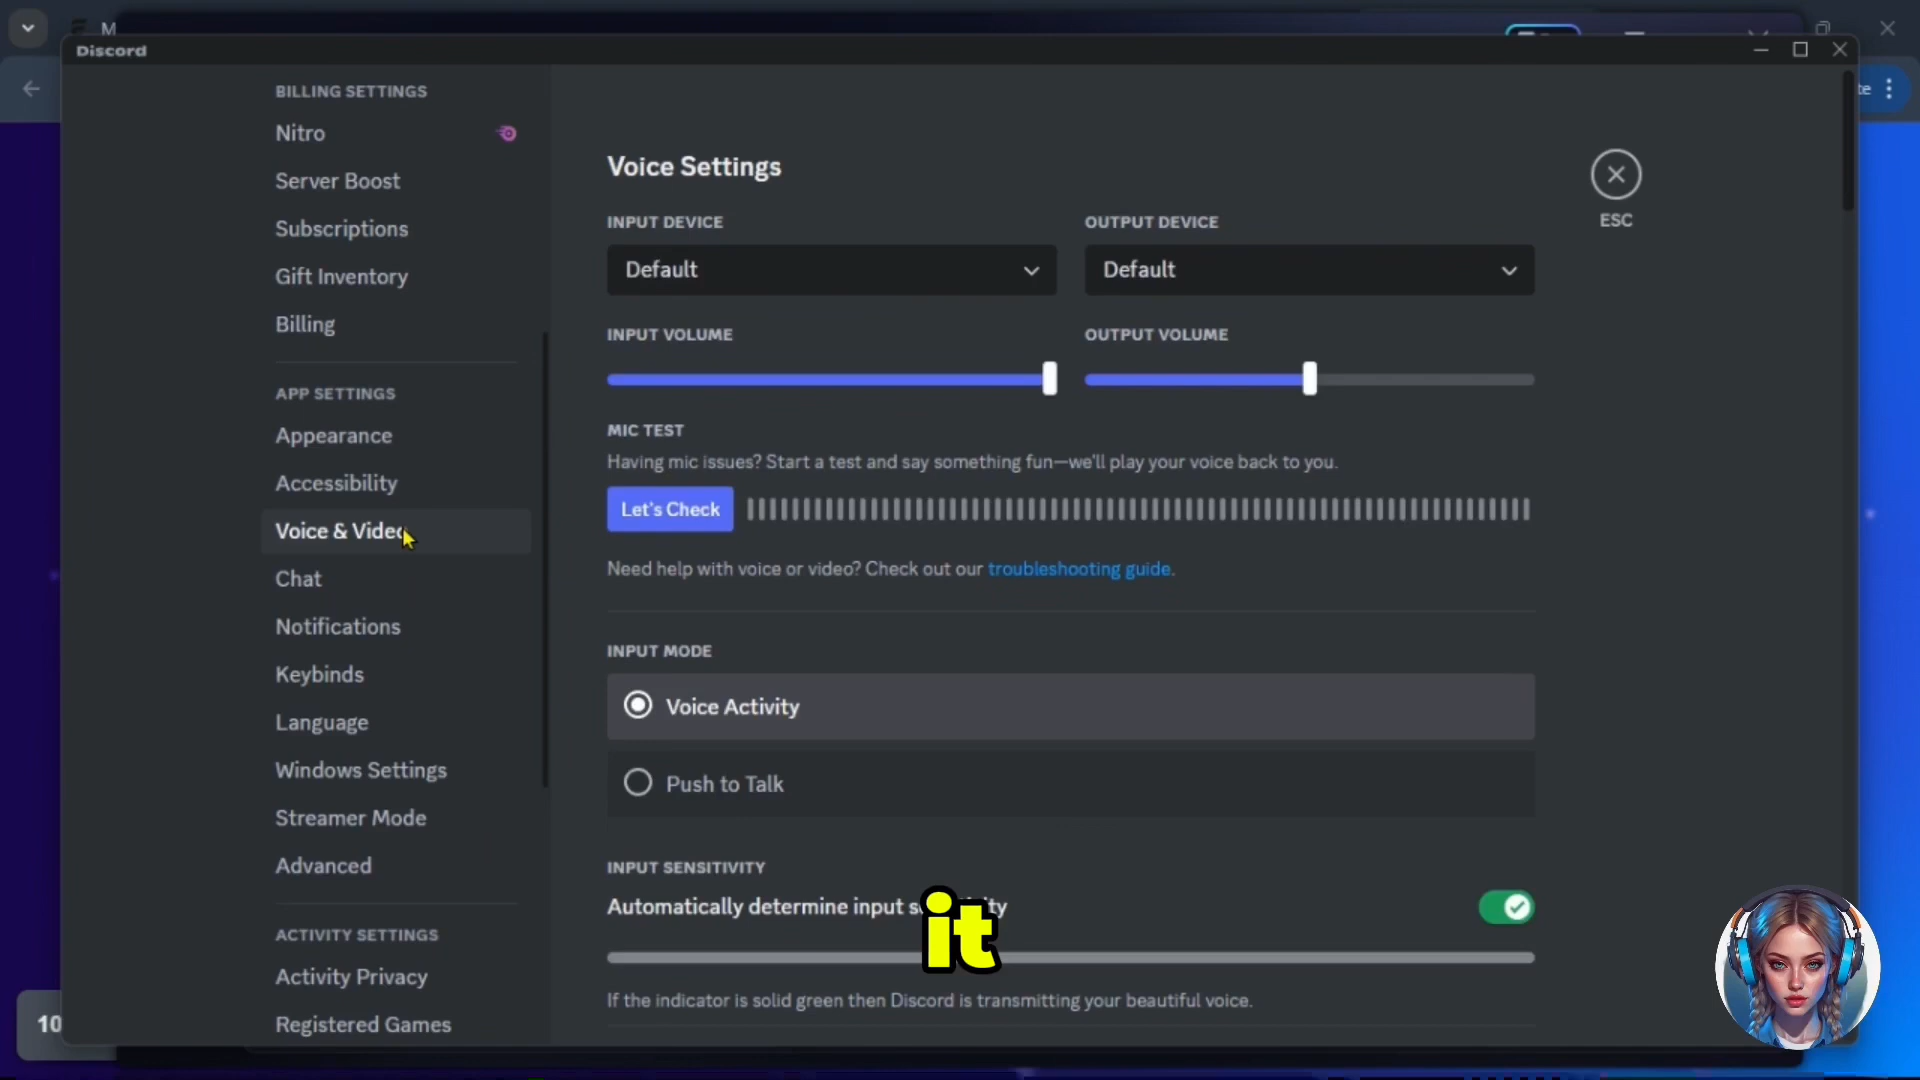 M
Discord
te
BILLING SETTINGS
Nitro
Server Boost
Subscriptions
Gift Inventory
Billing
APP SETTINGS
Appearance
Accessibility
Voice & Video
Chat
Notifications
Keybinds
Language
Windows Settings
Streamer Mode
Advanced
ACTIVITY SETTINGS
Activity Privacy
Registered Games
10
Voice Settings
ESC
INPUT DEVICE
Default
OUTPUT DEVICE
Default
INPUT VOLUME
OUTPUT VOLUME
MIC TEST
Having mic issues? Start a test and say something fun—we'll play your voice back to you.
Let's Check
Need help with voice or video? Check out our troubleshooting guide.
INPUT MODE
Voice Activity
Push to Talk
INPUT SENSITIVITY
Automatically determine input s ity
it
If the indicator is solid green then Discord is transmitting your beautiful voice.